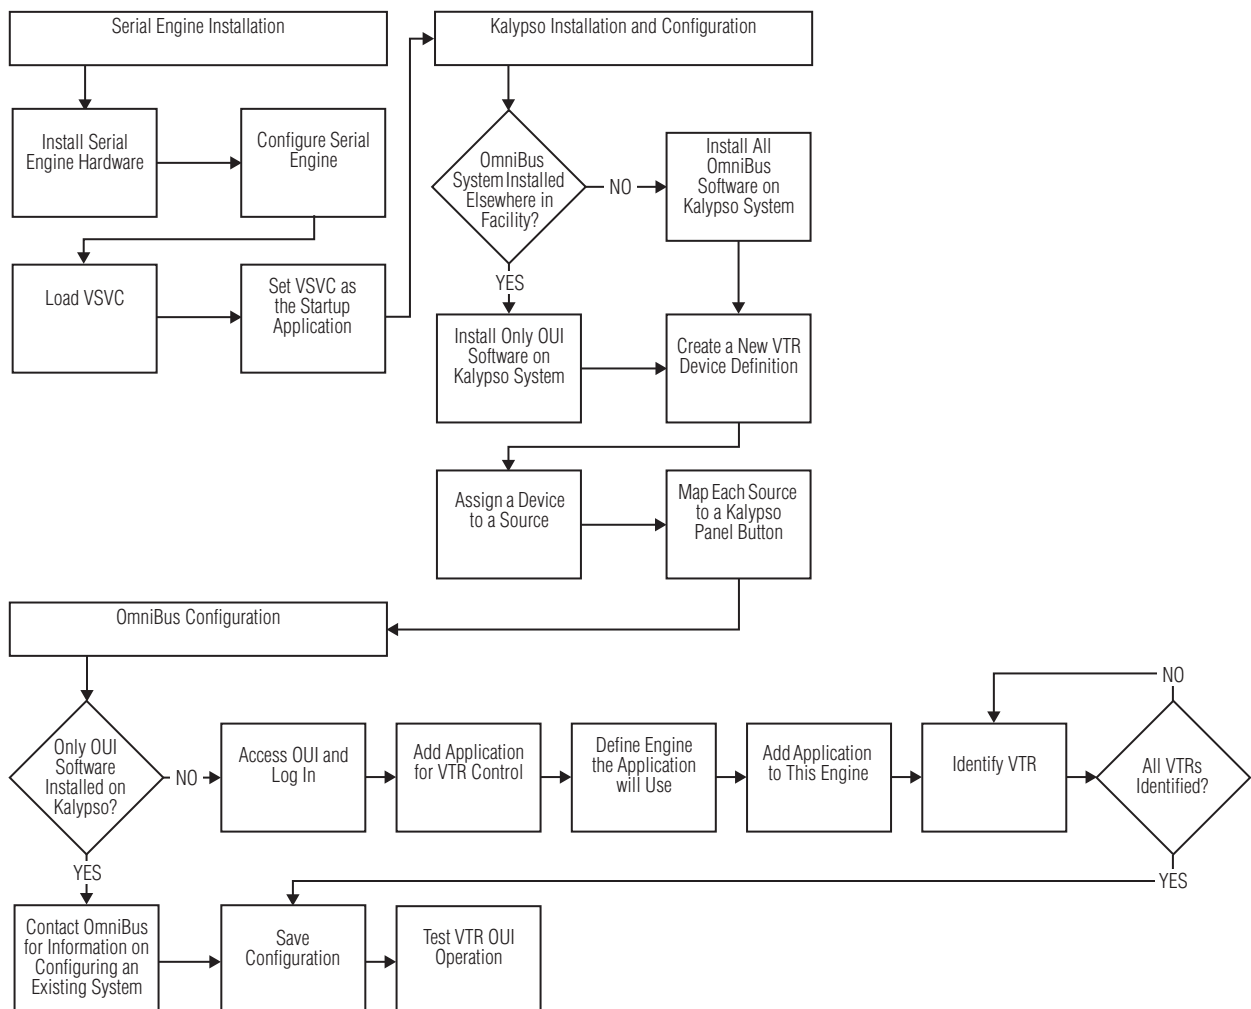 Serial Engine Installation
Kalypso Installation and Configuration
Install Serial
Engine Hardware
Configure Serial
Engine
OmniBus
System Installed
Elsewhere in
Facility?
NO
Install All
OmniBus
Software on
Kalypso System
YES
Load VSVC
Set VSVC as
the Startup
Application
Install Only OUI
Software on
Kalypso System
Create a New VTR
Device Definition
Assign a Device
to a Source
Map Each Source
to a Kalypso
Panel Button
OmniBus Configuration
Only OUI
Software
Installed on
Kalypso?
NO
Access OUI and
Log In
Add Application
for VTR Control
Define Engine
the Application
will Use
Add Application
to This Engine
Identify VTR
All VTRs
Identified?
NO
YES
YES
Contact OmniBus
for Information on
Configuring an
Existing System
Save
Configuration
Test VTR OUI
Operation